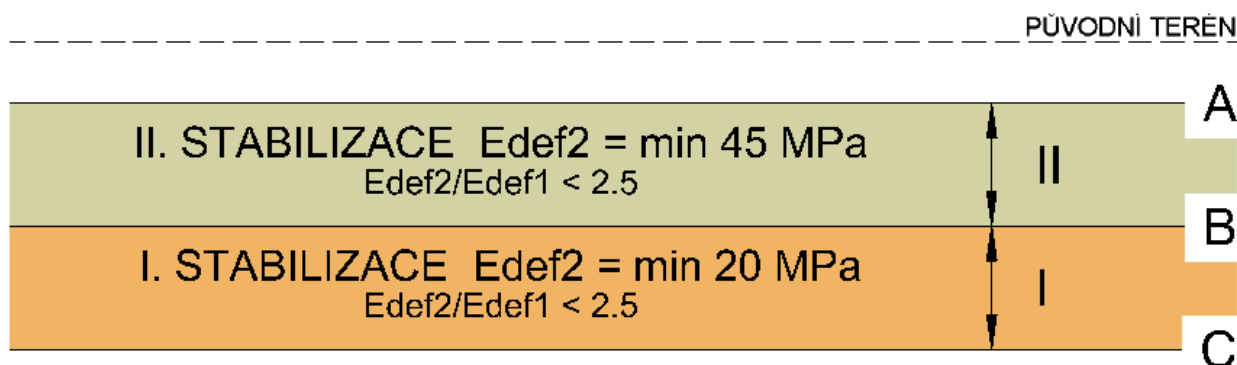 PŮVODNÍ TERÉN
A
II. STABILIZACE Edef2 = min 45 MPa
Edef2/Edef1 < 2.5
II
B
I. STABILIZACE Edef2 = min 20 MPa
Edef2/Edef1 < 2.5
I
C